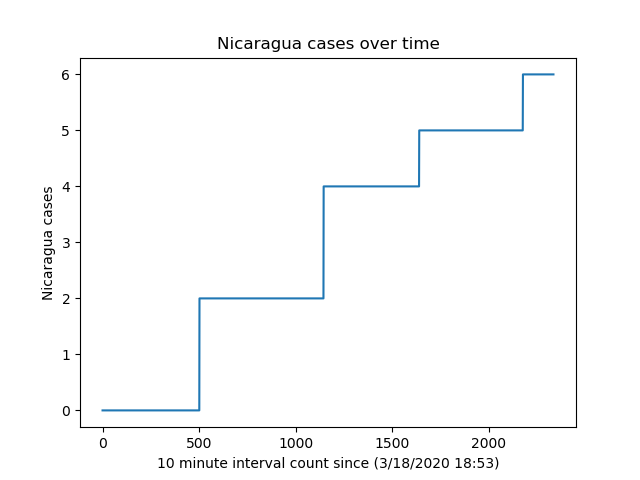 Nicaragua cases over time
6
5
4
3
2
1
0
Nicaragua cases
0 500 1000 1500 2000
10 minute interval count since (3/18/2020 18:53)